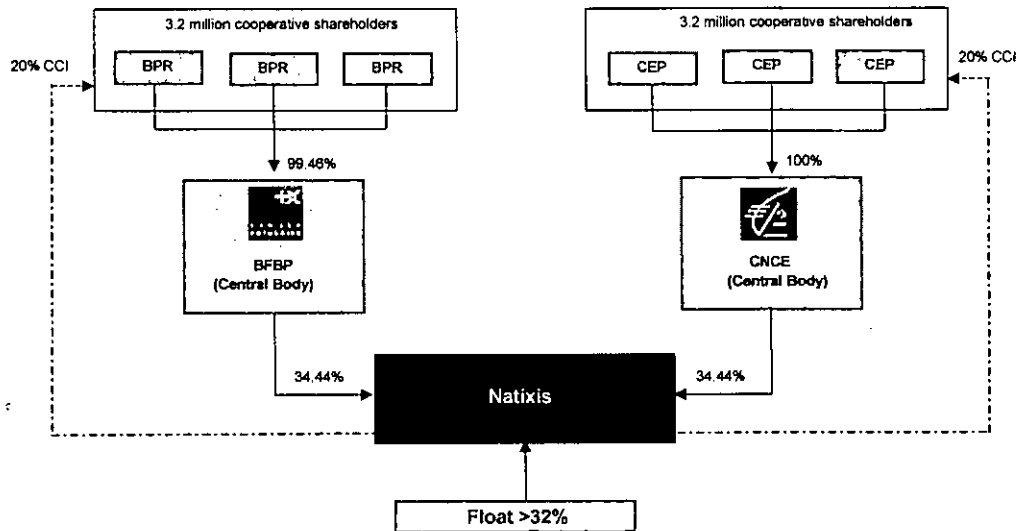 3.2 million cooperative shareholders
BPR
BPR
BPR
20% CCI
99.46%
BFBP
(Central Body)
34.44%
3.2 million cooperative shareholders
CEP
CEP
CEP
20% CCI
100%
CNCE
(Central Body)
34.44%
Natixis
Float >32%